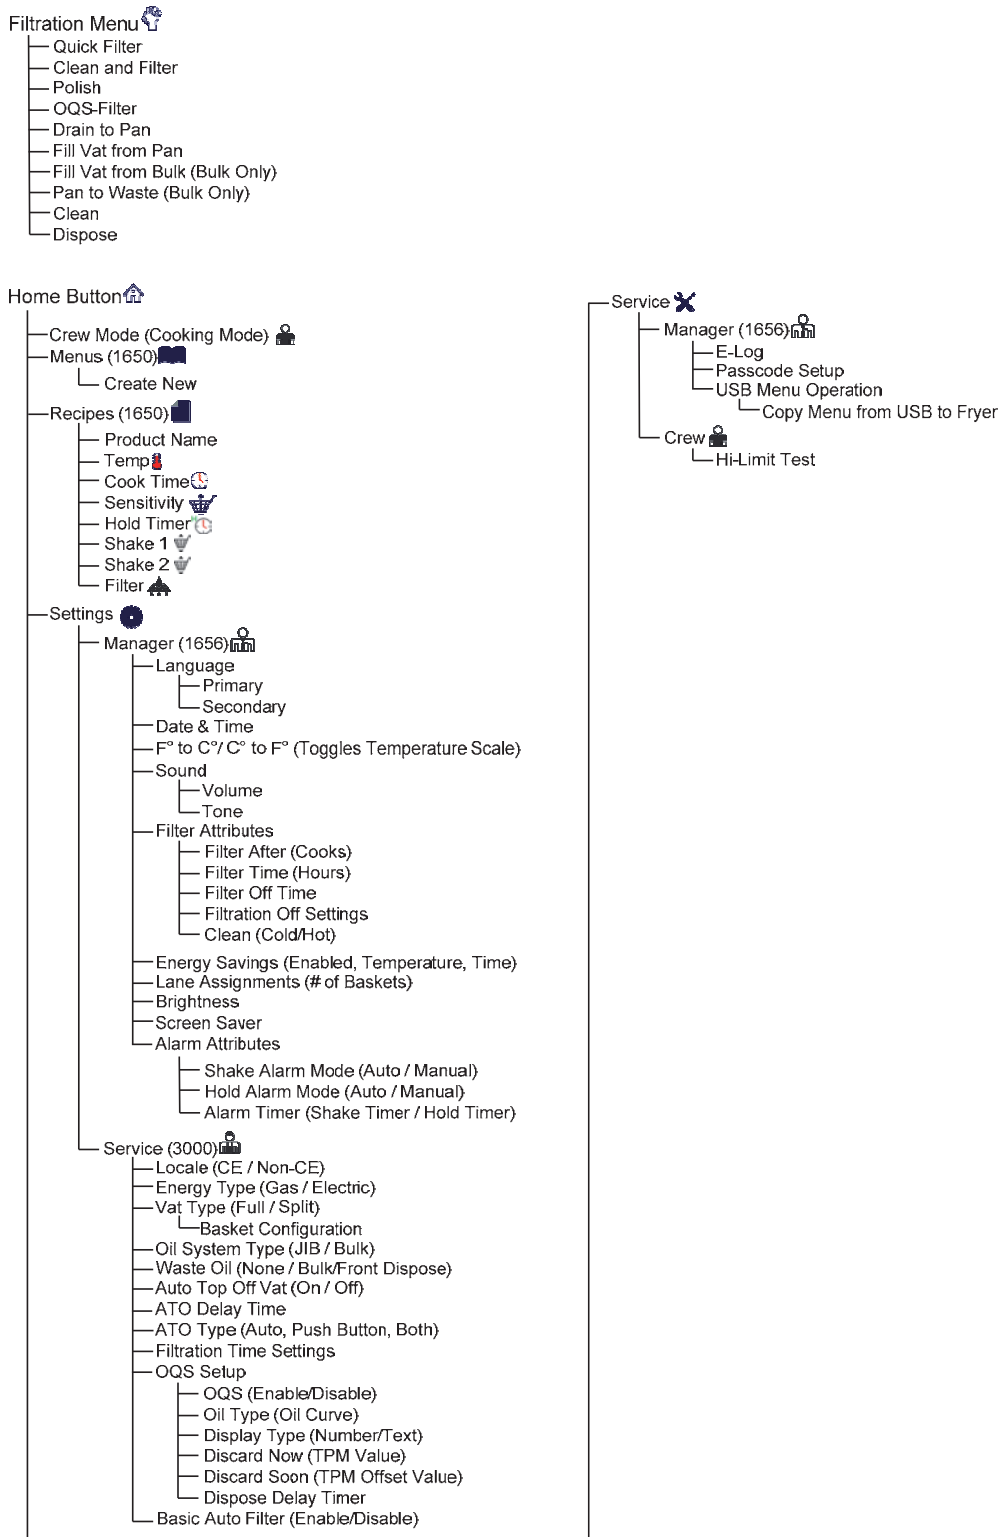 Filtration Menu
Quick Filter
Clean and Filter
Polish
OQS-Filter
Drain to Pan
Fill Vat from Pan
Fill Vat from Bulk (Bulk Only)
Pan to Waste (Bulk Only)
Clean
Dispose
Home Button
Crew Mode (Cooking Mode)
Menus (1650)
Create New
Recipes (1650)
Product Name
Temp
Cook Time
Sensitivity
Hold Timer
Shake 1
Shake 2
Filter
Settings
Manager (1656)
Language
Primary
Secondary
Date & Time
F° to C°/ C° to F° (Toggles Temperature Scale)
Sound
Volume
Tone
Filter Attributes
Filter After (Cooks)
Filter Time (Hours)
Filter Off Time
Filtration Off Settings
Clean (Cold/Hot)
Energy Savings (Enabled, Temperature, Time)
Lane Assignments (# of Baskets)
Brightness
Screen Saver
Alarm Attributes
Shake Alarm Mode (Auto / Manual)
Hold Alarm Mode (Auto / Manual)
Alarm Timer (Shake Timer / Hold Timer)
Service (3000)
Locale (CE / Non-CE)
Energy Type (Gas / Electric)
Vat Type (Full / Split)
Basket Configuration
Oil System Type (JIB / Bulk)
Waste Oil (None / Bulk/Front Dispose)
Auto Top Off Vat (On / Off)
ATO Delay Time
ATO Type (Auto, Push Button, Both)
Filtration Time Settings
OQS Setup
OQS (Enable/Disable)
Oil Type (Oil Curve)
Display Type (Number/Text)
Discard Now (TPM Value)
Discard Soon (TPM Offset Value)
Dispose Delay Timer
Basic Auto Filter (Enable/Disable)
Service
Manager (1656)
E-Log
Passcode Setup
USB Menu Operation
Copy Menu from USB to Fryer
Crew
Hi-Limit Test